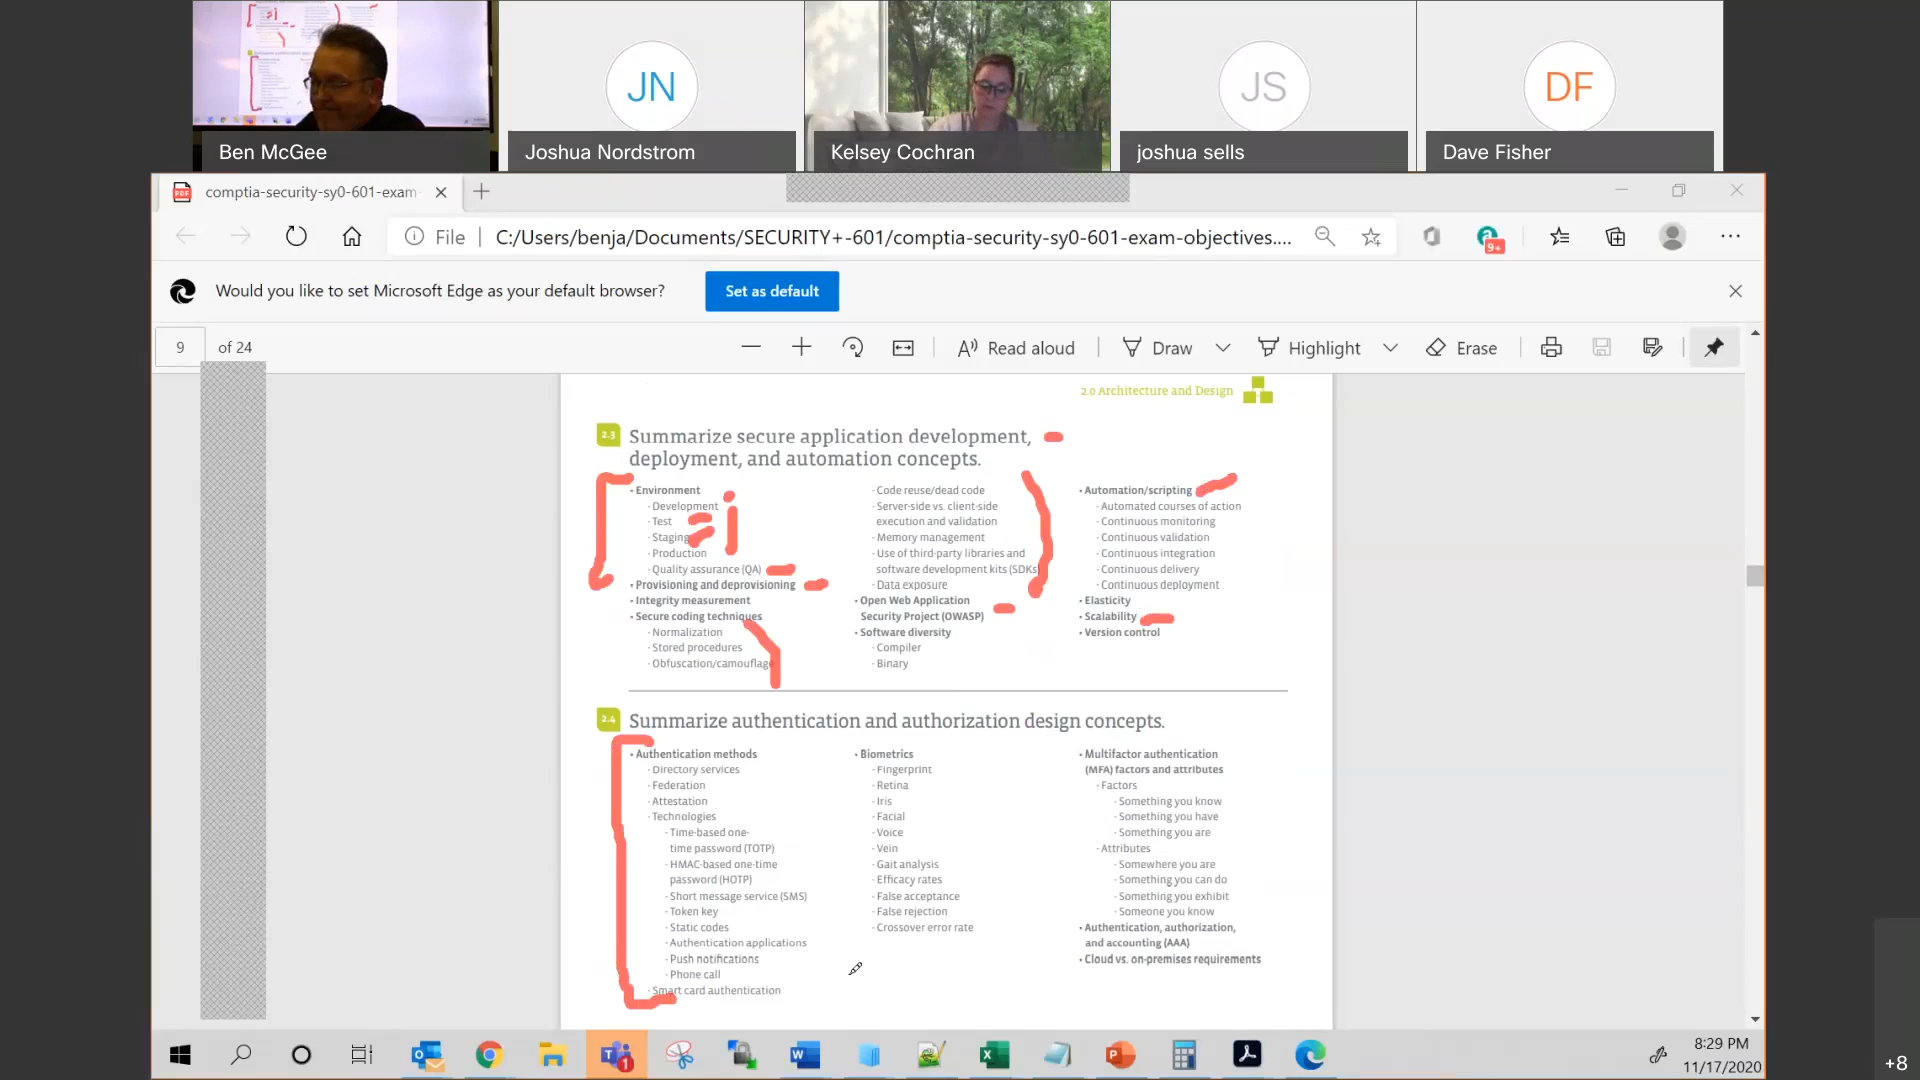 JN
JS
DF
Ben McGee
Joshua Nordstrom
Kelsey Cochran
joshua sells
Dave Fisher
comptia-security-sy0-601-exam-
File
C:/Users/benja/Documents/SECURITY+-601/comptia-security-sy0-601-exam-objectives....
9+
Would you like to set Microsoft Edge as your default browser?
Set as default
9 of 24
Read aloud
Draw
Highlight
Erase
2.0 Architecture and Design
2.3 Summarize secure application development,
deployment, and automation concepts.
• Environment
- Development
- Test
- Staging
- Production
- Quality assurance (QA)
• Provisioning and deprovisioning
• Integrity measurement
• Secure coding techniques
- Normalization
- Stored procedures
- Obfuscation/camouflage
- Code reuse/dead code
- Server-side vs. client-side
execution and validation
- Memory management
- Use of third-party libraries and
software development kits (SDKs)
- Data exposure
• Open Web Application
Security Project (OWASP)
• Software diversity
- Compiler
- Binary
• Automation/scripting
- Automated courses of action
- Continuous monitoring
- Continuous validation
- Continuous integration
- Continuous delivery
- Continuous deployment
• Elasticity
• Scalability
• Version control
2.4 Summarize authentication and authorization design concepts.
• Authentication methods
- Directory services
- Federation
- Attestation
- Technologies
- Time-based one-
time password (TOTP)
- HMAC-based one-time
password (HOTP)
- Short message service (SMS)
- Token key
- Static codes
- Authentication applications
- Push notifications
- Phone call
- Smart card authentication
• Biometrics
- Fingerprint
- Retina
- Iris
- Facial
- Voice
- Vein
- Gait analysis
- Efficacy rates
- False acceptance
- False rejection
- Crossover error rate
• Multifactor authentication
(MFA) factors and attributes
- Factors
- Something you know
- Something you have
- Something you are
- Attributes
- Somewhere you are
- Something you can do
- Something you exhibit
- Someone you know
• Authentication, authorization,
and accounting (AAA)
• Cloud vs. on-premises requirements
8:29 PM
11/17/2020
+8